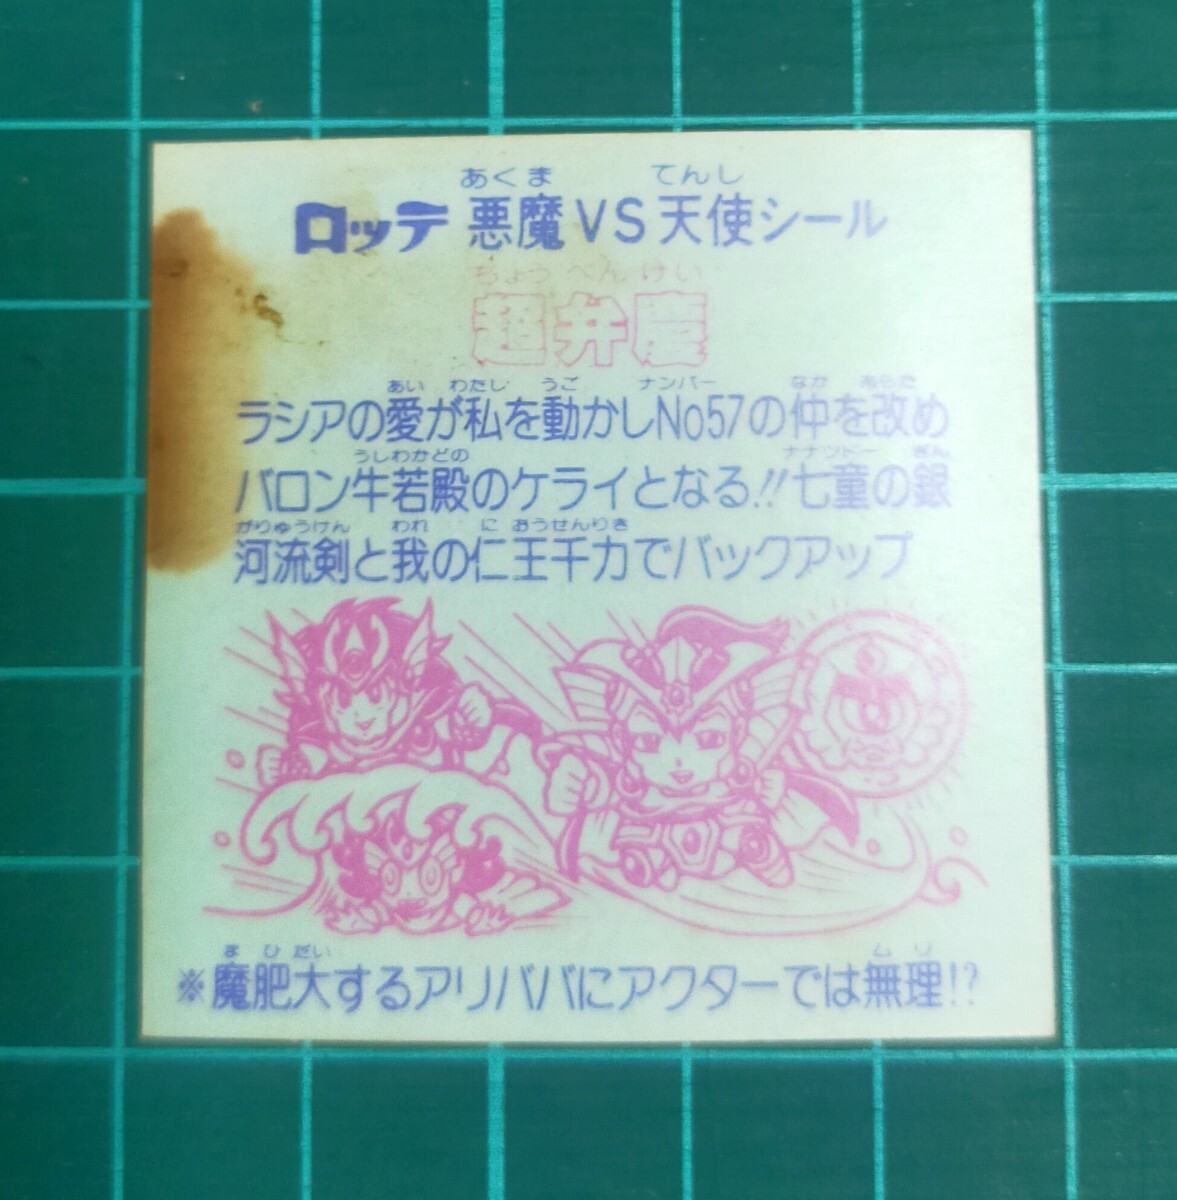 あくま てんし
ロッテ 悪魔VS天使シール
ちょうべんけい
超弁慶
あい わたし うご ナンバー なか あらた
ラシアの愛が私を動かしNo57の仲を改め
うしわかどの ナナンドー ぎん
バロン牛若殿のケライとなる!!七童の銀
がりゅうけん われ に おうせんりき
河流剣と我の仁王千力でバックアップ
ま ひ だい ム リ
※魔肥大するアリババにアクターでは無理!?